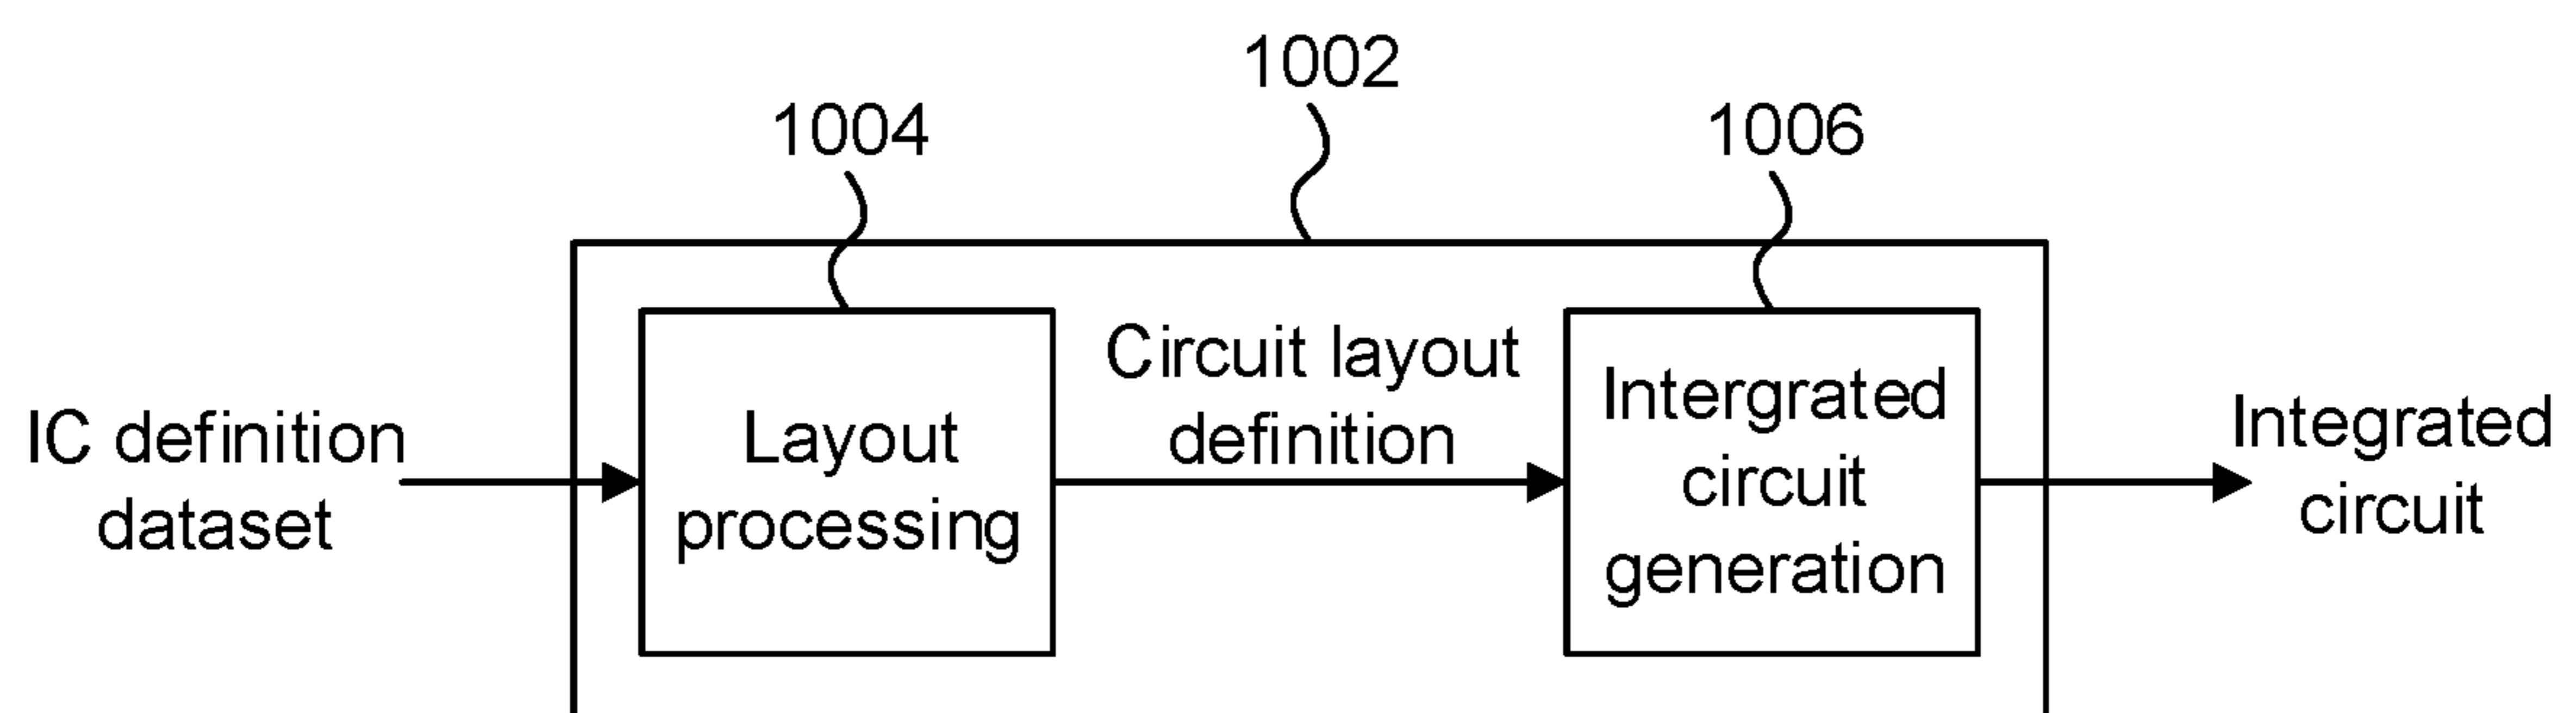 1002
1004
1006
IC definition
dataset
Layout
processing
Circuit layout
definition
Intergrated
circuit
generation
Integrated
circuit